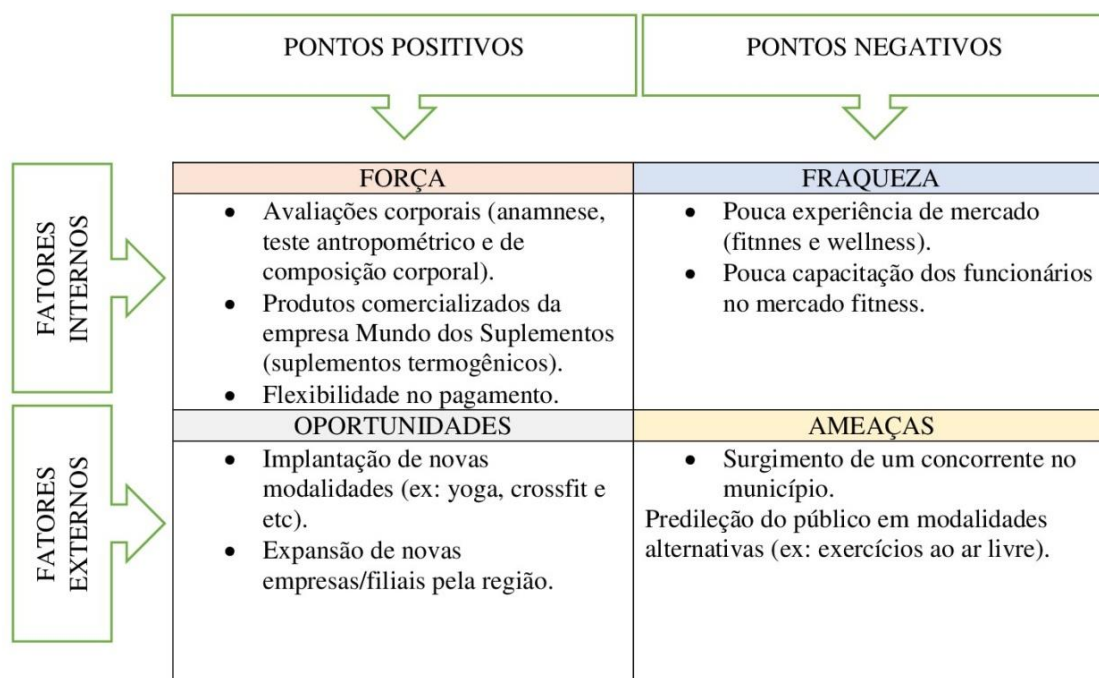 PONTOS POSITIVOS
PONTOS NEGATIVOS
FATORES
INTERNOS
FORÇA
• Avaliações corporais (anamnese,
teste antropométrico e de
composição corporal).
• Produtos comercializados da
empresa Mundo dos Suplementos
(suplementos termogênicos).
• Flexibilidade no pagamento.
FRAQUEZA
• Pouca experiência de mercado
(fitnnes e wellness).
• Pouca capacitação dos funcionários
no mercado fitness.
FATORES
EXTERNOS
OPORTUNIDADES
• Implantação de novas
modalidades (ex: yoga, crossfit e
etc).
• Expansão de novas
empresas/filiais pela região.
AMEAÇAS
• Surgimento de um concorrente no
município.
Predileção do público em modalidades
alternativas (ex: exercícios ao ar livre).